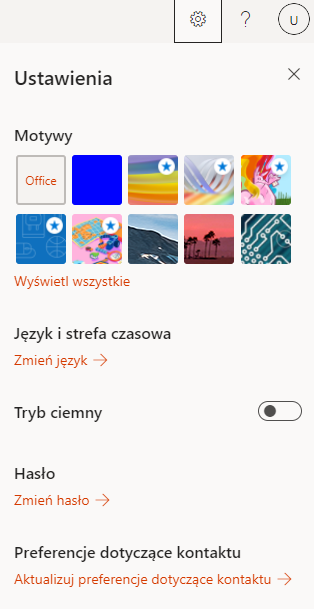 ?
U
Ustawienia
Motywy
Office
Wyświetl wszystkie
Język i strefa czasowa
Zmień język →
Tryb ciemny
Hasło
Zmień hasło →
Preferencje dotyczące kontaktu
Aktualizuj preferencje dotyczące kontaktu →